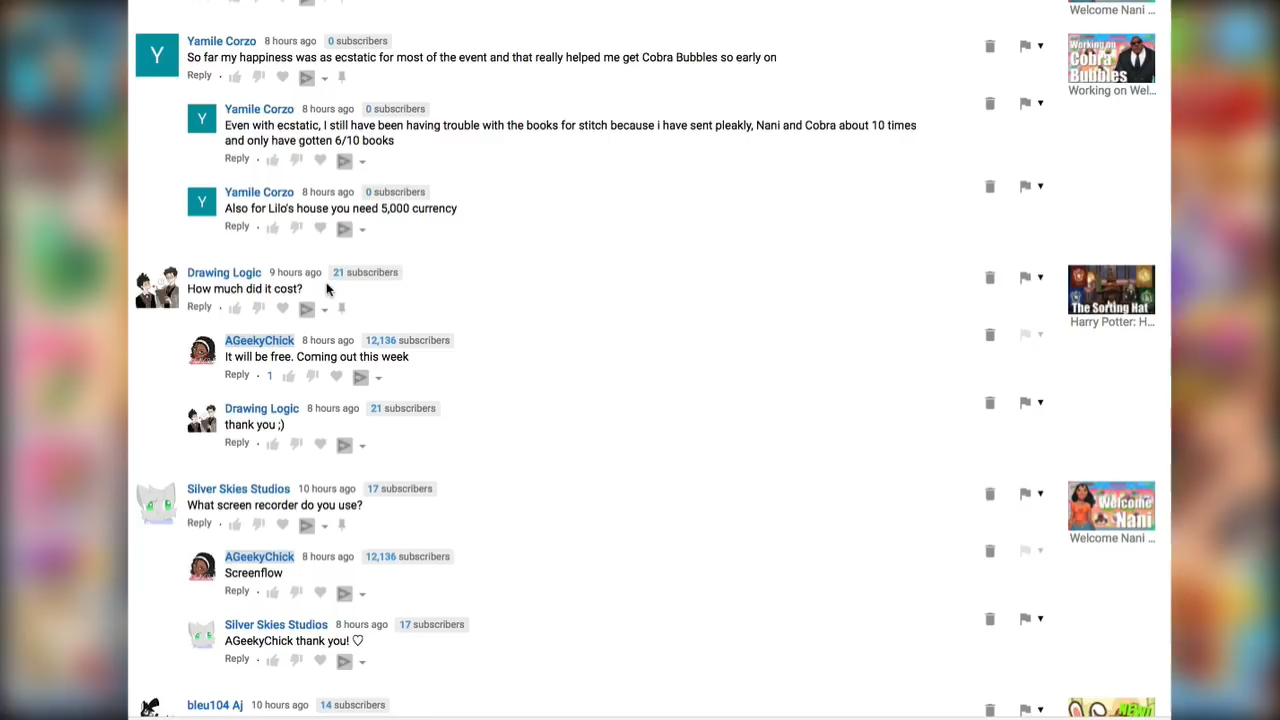 Welcome Nani ...
Yamile Corzo 8 hours ago 0 subscribers
So far my happiness was as ecstatic for most of the event and that really helped me get Cobra Bubbles so early on
Reply
Working on
Cobra
Bubbles
Working on Wel...
Yamile Corzo 8 hours ago 0 subscribers
Even with ecstatic, I still have been having trouble with the books for stitch because i have sent pleakly, Nani and Cobra about 10 times
and only have gotten 6/10 books
Reply
Yamile Corzo 8 hours ago 0 subscribers
Also for Lilo's house you need 5,000 currency
Reply
Drawing Logic 9 hours ago 21 subscribers
How much did it cost?
Reply
The Sorting Hat
Harry Potter: H...
AGeekyChick 8 hours ago 12,136 subscribers
It will be free. Coming out this week
Reply · 1
Drawing Logic 8 hours ago 21 subscribers
thank you ;)
Reply
Silver Skies Studios 10 hours ago 17 subscribers
What screen recorder do you use?
Reply
Welcome
Nani
Welcome Nani ...
AGeekyChick 8 hours ago 12,136 subscribers
Screenflow
Reply
Silver Skies Studios 8 hours ago 17 subscribers
AGeekyChick thank you! ♡
Reply
bleu104 Aj 10 hours ago 14 subscribers
NEW!